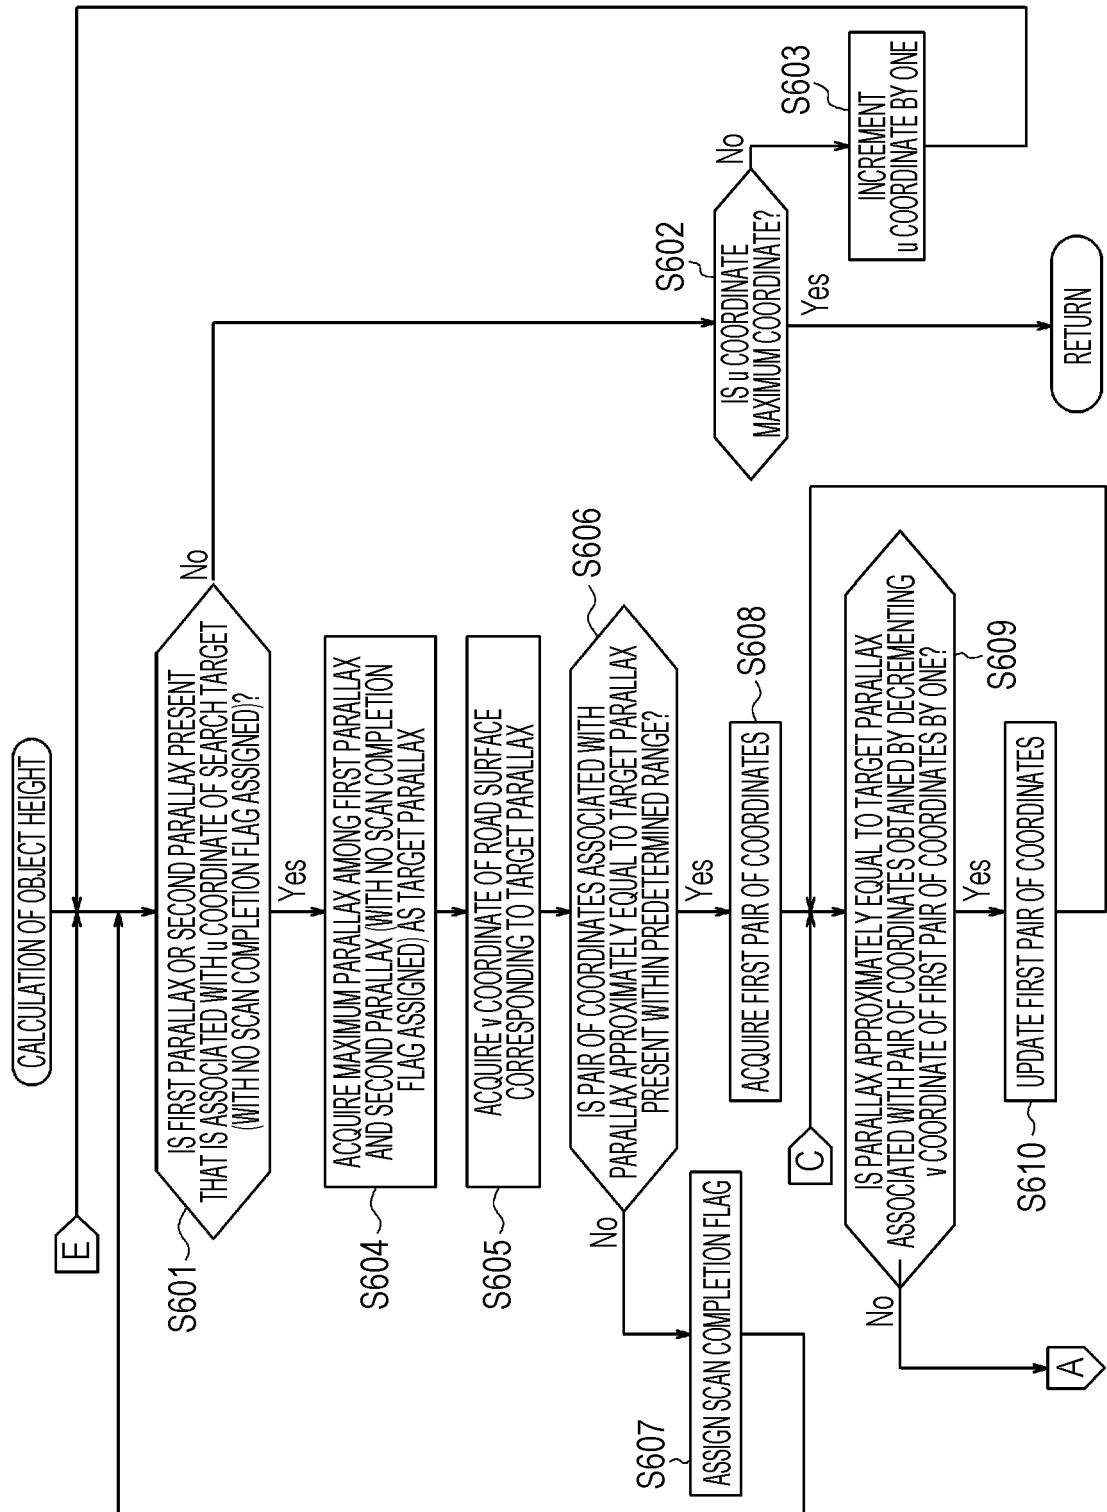 CALCULATION OF OBJECT HEIGHT
E
S601
IS FIRST PARALLAX OR SECOND PARALLAX PRESENT
THAT IS ASSOCIATED WITH u COORDINATE OF SEARCH TARGET
(WITH NO SCAN COMPLETION FLAG ASSIGNED)?
No
Yes
S602
IS u COORDINATE
MAXIMUM COORDINATE?
No
Yes
S603
INCREMENT
u COORDINATE BY ONE
RETURN
S604
ACQUIRE MAXIMUM PARALLAX AMONG FIRST PARALLAX
AND SECOND PARALLAX (WITH NO SCAN COMPLETION
FLAG ASSIGNED) AS TARGET PARALLAX
S605
ACQUIRE v COORDINATE OF ROAD SURFACE
CORRESPONDING TO TARGET PARALLAX
S606
IS PAIR OF COORDINATES ASSOCIATED WITH
PARALLAX APPROXIMATELY EQUAL TO TARGET PARALLAX
PRESENT WITHIN PREDETERMINED RANGE?
No
Yes
S607
ASSIGN SCAN COMPLETION FLAG
S608
ACQUIRE FIRST PAIR OF COORDINATES
C
IS PARALLAX APPROXIMATELY EQUAL TO TARGET PARALLAX
ASSOCIATED WITH PAIR OF COORDINATES OBTAINED BY DECREMENTING
v COORDINATE OF FIRST PAIR OF COORDINATES BY ONE?
S609
No
Yes
A
S610
UPDATE FIRST PAIR OF COORDINATES